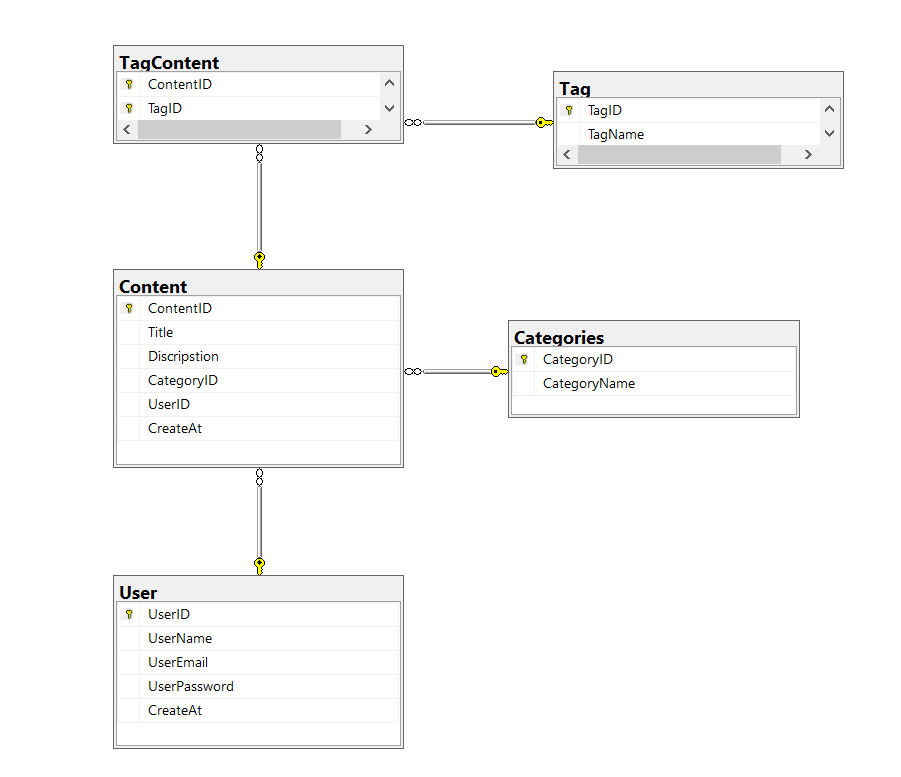 TagContent
ContentID
TagID
Tag
TagID
TagName
Content
ContentID
Title
Discripstion
CategoryID
UserID
CreateAt
Categories
CategoryID
CategoryName
User
UserID
UserName
UserEmail
UserPassword
CreateAt